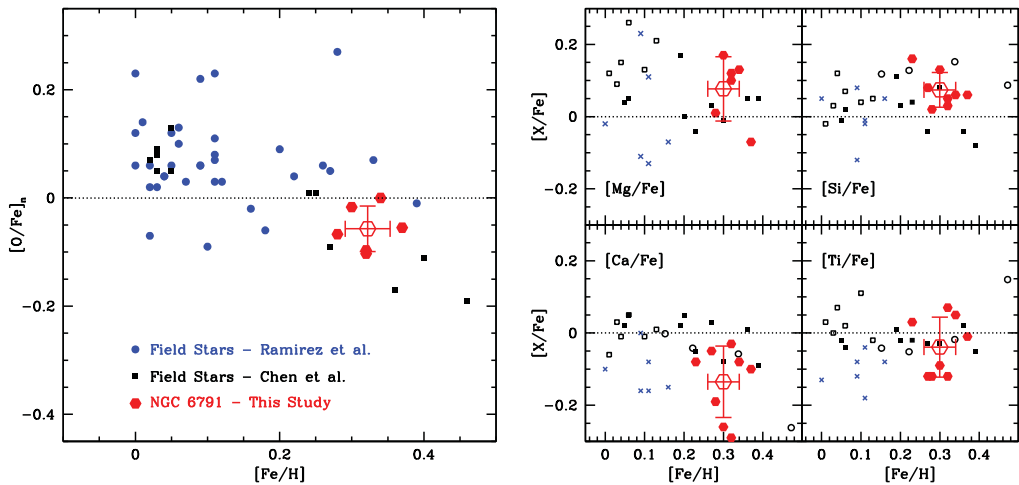 0.2
0
-0.2
-0.4
[O/Fe]n
Field Stars - Ramirez et al.
Field Stars - Chen et al.
NGC 6791 - This Study
0
0.2
0.4
[Fe/H]
0.2
0
-0.2
[X/Fe]
[Mg/Fe]
[Si/Fe]
0.2
0
-0.2
[X/Fe]
[Ca/Fe]
[Ti/Fe]
0 0.1 0.2 0.3 0.4
0 0.1 0.2 0.3 0.4
[Fe/H]
[Fe/H]